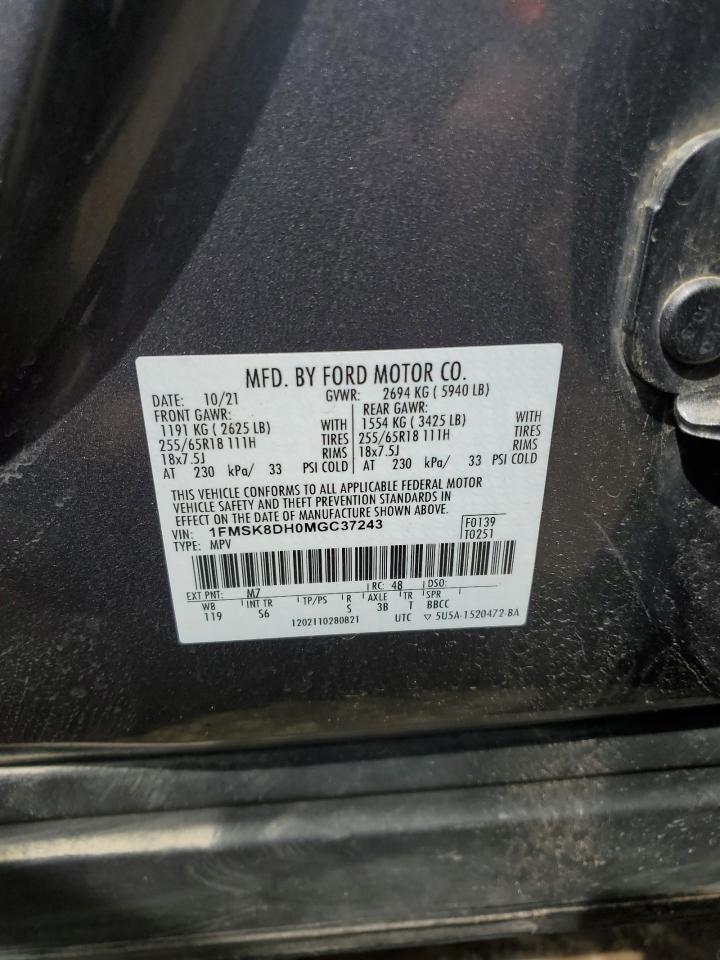 MFD. BY FORD MOTOR CO.
DATE: 10/21 GVWR: 2694 KG ( 5940 LB)
FRONT GAWR: REAR GAWR:
1191 KG ( 2625 LB) WITH 1554 KG ( 3425 LB) WITH
255/65R18 111H TIRES 255/65R18 111H TIRES
18x7.5J RIMS 18x7.5J RIMS
AT 230 kPa/ 33 PSI COLD AT 230 kPa/ 33 PSI COLD
THIS VEHICLE CONFORMS TO ALL APPLICABLE FEDERAL MOTOR
VEHICLE SAFETY AND THEFT PREVENTION STANDARDS IN
EFFECT ON THE DATE OF MANUFACTURE SHOWN ABOVE.
VIN: 1FMSK8DH0MGC37243 F0139
TYPE: MPV T0251
EXT PNT: M7 RC: 48 DSO:
WB INT TR TP/PS R AXLE TR SPR
119 S6 S 3B T BBCC
1202110280821 UTC ▽ 5U5A-1520472-BA